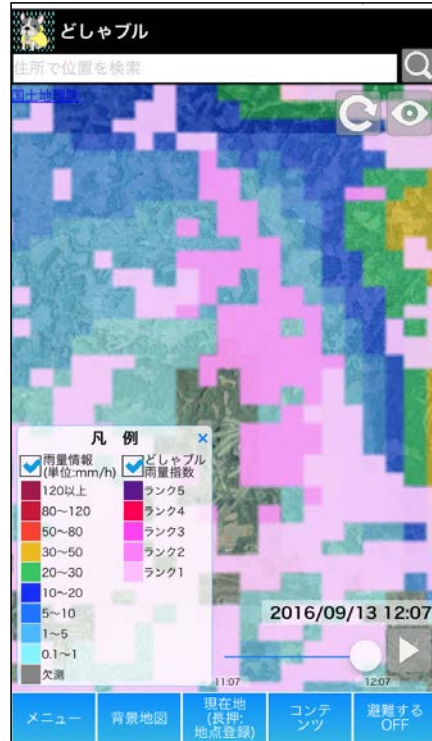 どしゃブル
住所で位置を検索
国土地理院
凡 例 ×
雨量情報
(単位:mm/h)
どしゃブル
雨量指数
120以上
80～120
50～80
30～50
20～30
10～20
5～10
1～5
0.1～1
欠測
ランク5
ランク4
ランク3
ランク2
ランク1
2016/09/13 12:07
11:07
12:07
メニュー
背景地図
現在地
(長押:
地点登録)
コンテ
ンツ
避難する
OFF